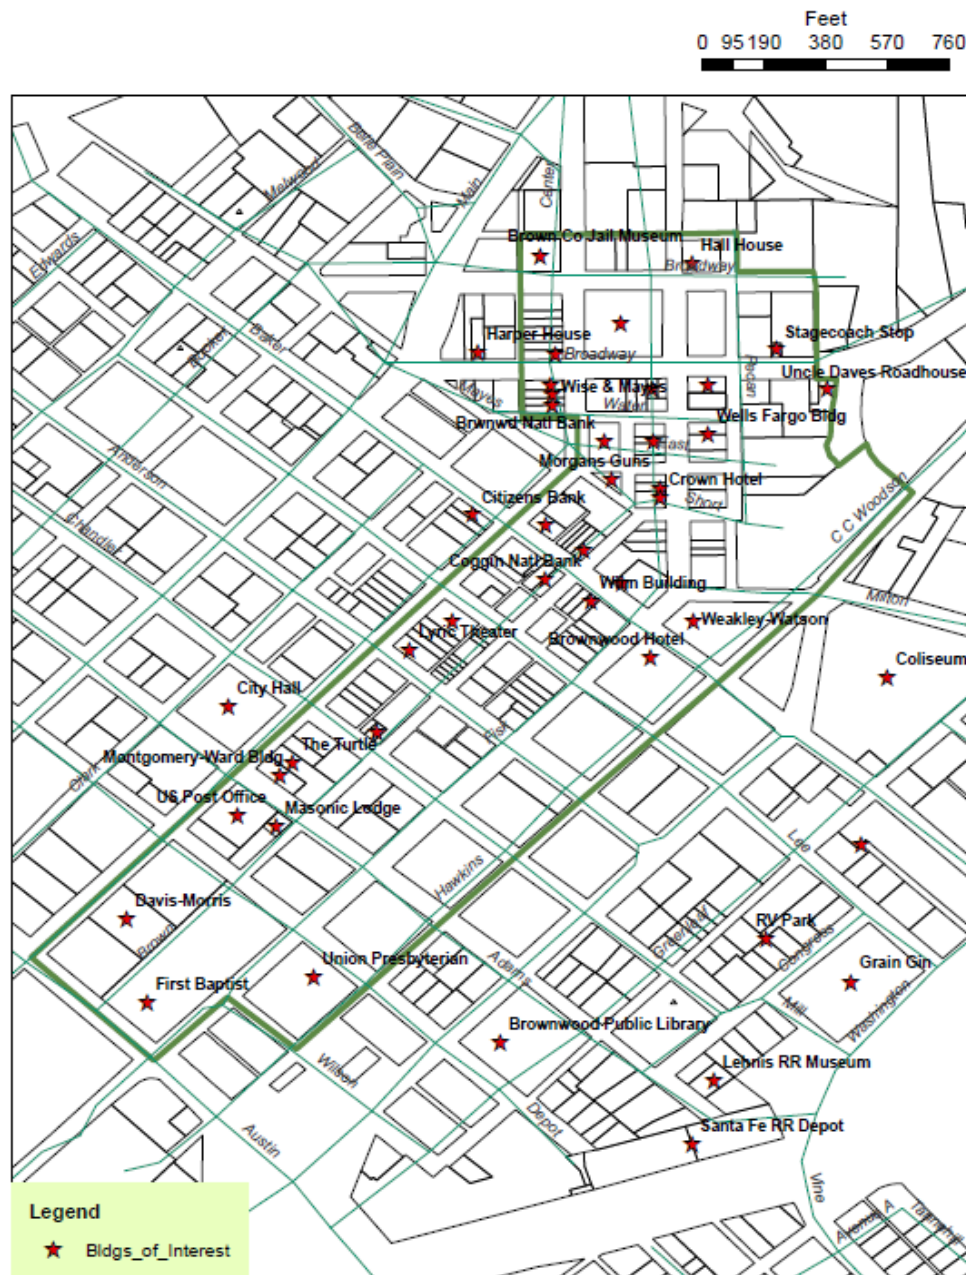 Feet
0 95 190 380 570 760
Belle Plain
Melwood
Main
Center
Edwards
Brown Co Jail Museum
Hall House
Broadway
Baker
Harper House
Broadway
Stagecoach Stop
Pecan
Uncle Daves Roadhouse
Mayes
Wise & Mayes
Water
Brwnwd Natl Bank
Wells Fargo Bldg
East
Anderson
Morgans Guns
Crown Hotel
Short
Citizens Bank
C C Woodson
Chandler
Coggin Natl Bank
Milton
Weakley-Watson
Lyric Theater
Brownwood Hotel
Coliseum
City Hall
Fisk
The Turtle
Montgomery-Ward Bldg
Clark
US Post Office
Masonic Lodge
Lee
Hawkins
Davis-Morris
Brown
RV Park
Greenleaf
Congress
Union Presbyterian
Adams
Grain Gin
First Baptist
Mill
Washington
Brownwood Public Library
Wilson
Lehnis RR Museum
Depot
Austin
Santa Fe RR Depot
Vine
Avenue A
Legend
Bldgs_of_Interest